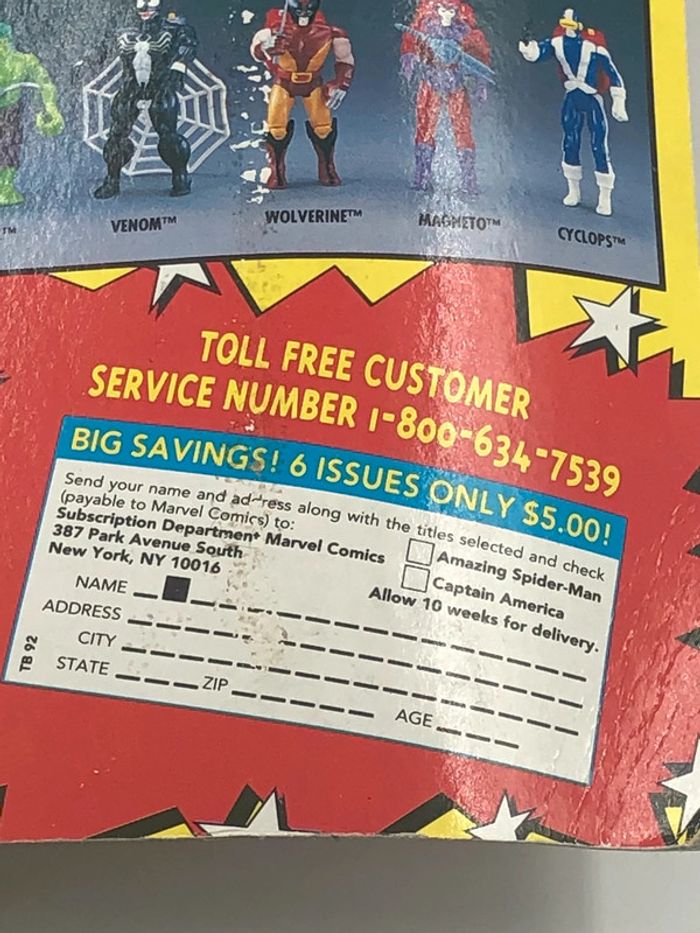 TM
VENOM™
WOLVERINE™
MAGNETO™
CYCLOPS™
TOLL FREE CUSTOMER
SERVICE NUMBER 1-800-634-7539
BIG SAVINGS! 6 ISSUES ONLY $5.00!
Send your name and address along with the titles selected and check
(payable to Marvel Comics) to:
Subscription Department Marvel Comics
387 Park Avenue South
New York, NY 10016
Amazing Spider-Man
Captain America
Allow 10 weeks for delivery.
NAME
ADDRESS
CITY
STATE ZIP AGE
TB 92